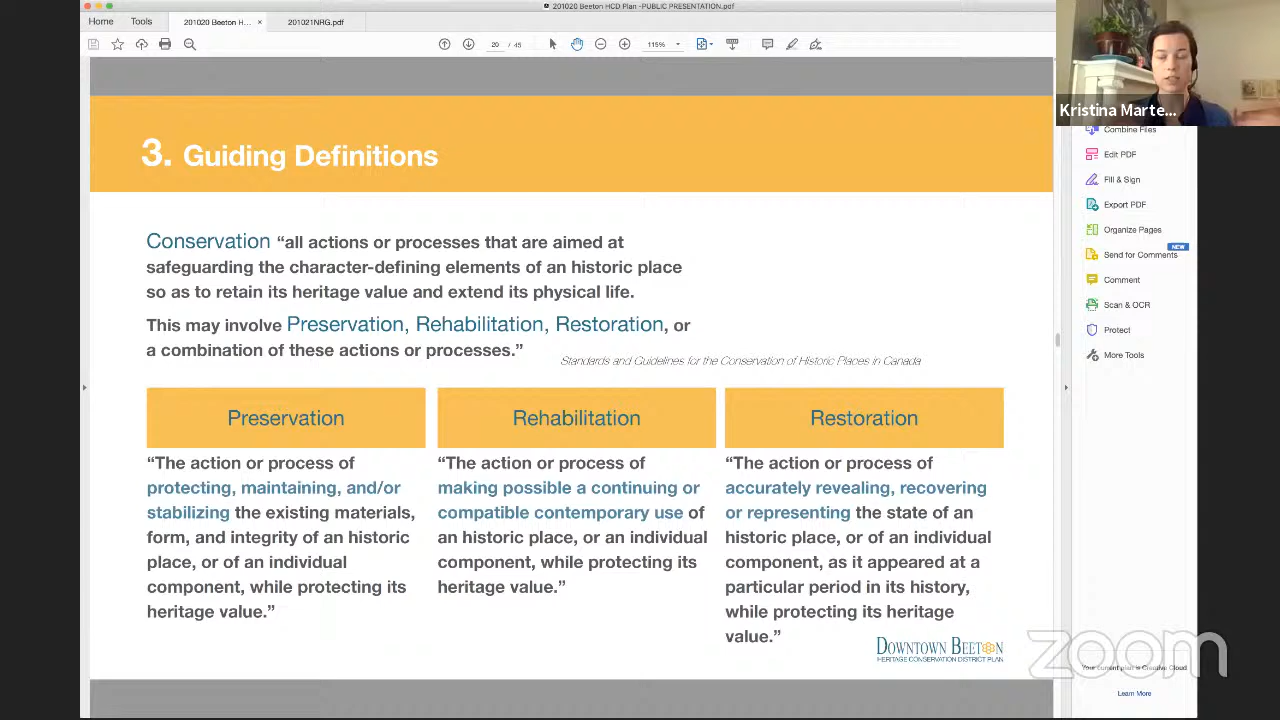 201020 Beeton HCD Plan -PUBLIC PRESENTATION.pdf
Home Tools 201020 Beeton H C... × 201021NRG.pdf
20 / 45 115%
Kristina Marte...
3. Guiding Definitions
Conservation “all actions or processes that are aimed at
safeguarding the character-defining elements of an historic place
so as to retain its heritage value and extend its physical life.
This may involve Preservation, Rehabilitation, Restoration, or
a combination of these actions or processes.”
Standards and Guidelines for the Conservation of Historic Places in Canada
Preservation
“The action or process of
protecting, maintaining, and/or
stabilizing the existing materials,
form, and integrity of an historic
place, or of an individual
component, while protecting its
heritage value.”
Rehabilitation
“The action or process of
making possible a continuing or
compatible contemporary use of
an historic place, or an individual
component, while protecting its
heritage value.”
Restoration
“The action or process of
accurately revealing, recovering
or representing the state of an
historic place, or of an individual
component, as it appeared at a
particular period in its history,
while protecting its heritage
value.”
DOWNTOWN BEETON
HERITAGE CONSERVATION DISTRICT PLAN
Combine Files
Edit PDF
Fill & Sign
Export PDF
Organize Pages
NEW
Send for Comments
Comment
Scan & OCR
Protect
More Tools
zoom
Your current plan is Creative Cloud
Learn More